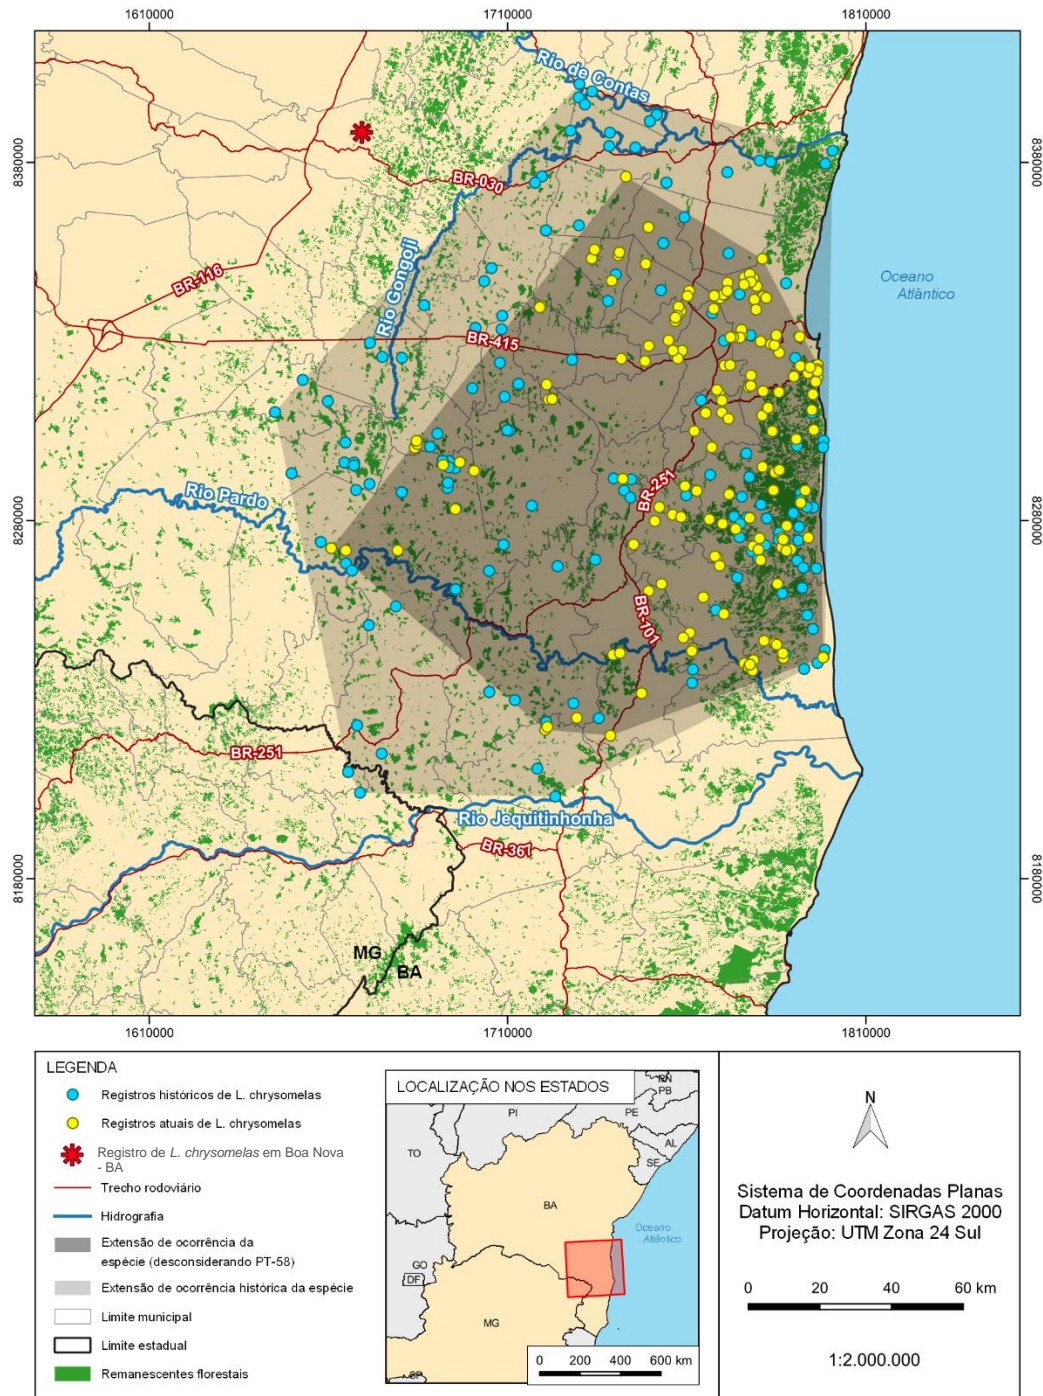 1610000
1710000
1810000
Rio de Contas
8380000
8380000
BR-030
BR-116
Rio Gongoji
Oceano
Atlântico
BR-415
Rio Pardo
BR-251
8280000
8280000
BR-101
BR-251
Rio Jequitinhonha
BR-367
8180000
8180000
MG
BA
1610000
1710000
1810000
LEGENDA
Registros históricos de L. chrysomelas
Registros atuais de L. chrysomelas
Registro de L. chrysomelas em Boa Nova
- BA
Trecho rodoviário
Hidrografia
Extensão de ocorrência da
espécie (desconsiderando PT-58)
Extensão de ocorrência histórica da espécie
Limite municipal
Limite estadual
Remanescentes florestais
LOCALIZAÇÃO NOS ESTADOS
RN
PB
PI
PE
AL
SE
TO
BA
Oceano
Atlântico
GO
DF
MG
SP
0 200 400 600 km
N
Sistema de Coordenadas Planas
Datum Horizontal: SIRGAS 2000
Projeção: UTM Zona 24 Sul
0 20 40 60 km
1:2.000.000